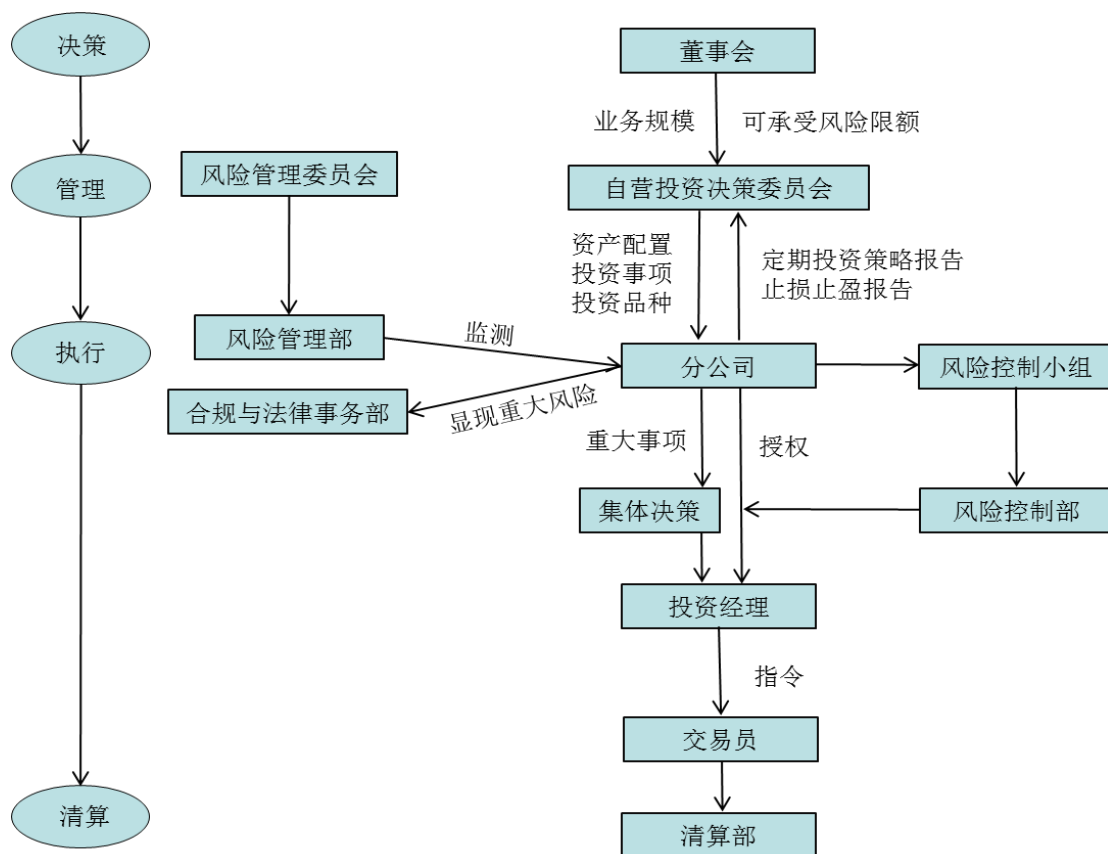 决策
董事会
业务规模
可承受风险限额
管理
风险管理委员会
自营投资决策委员会
资产配置
投资事项
投资品种
定期投资策略报告
止损止盈报告
执行
风险管理部
监测
分公司
风险控制小组
合规与法律事务部
显现重大风险
重大事项
授权
集体决策
风险控制部
投资经理
指令
交易员
清算
清算部